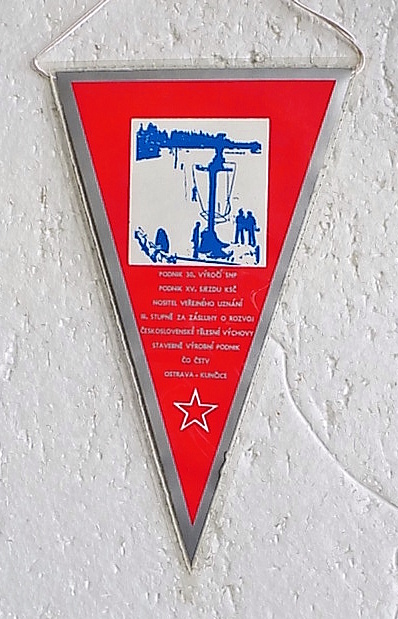 PODNIK 30. VÝROČÍ SNP
PODNIK XV. SJEZDU KSČ
NOSITEL VEŘEJNÉHO UZNÁNÍ
III. STUPNĚ ZA ZÁSLUHY O ROZVOJ
ČESKOSLOVENSKÉ TĚLESNÉ VÝCHOVY
STAVEBNĚ VÝROBNÍ PODNIK
ČO ČSTV
OSTRAVA - KUNČICE